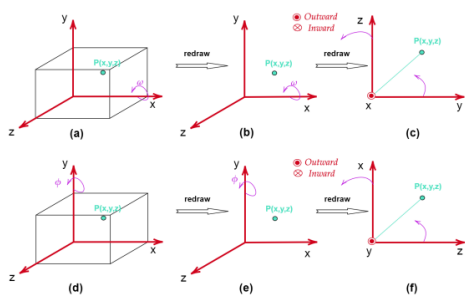 y
P(x,y,z)
ω
x
z
(a)
redraw
y
P(x,y,z)
ω
x
z
(b)
redraw
Outward
Inward
z
P(x,y,z)
x
y
(c)
y
ϕ
P(x,y,z)
x
z
(d)
redraw
y
ϕ
P(x,y,z)
x
z
(e)
redraw
Outward
Inward
x
P(x,y,z)
y
z
(f)